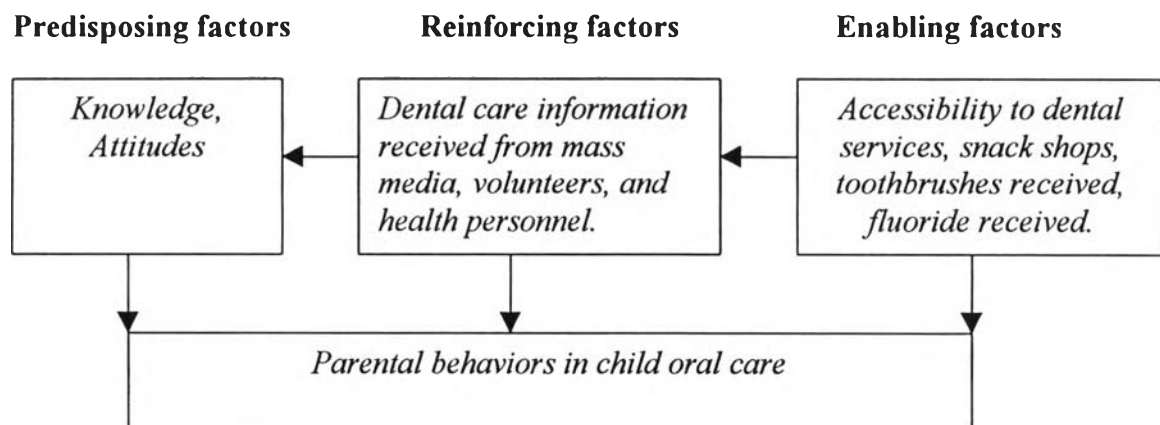 Predisposing factors
Reinforcing factors
Enabling factors
Knowledge,
Attitudes
Dental care information
received from mass
media, volunteers, and
health personnel.
Accessibility to dental
services, snack shops,
toothbrushes received,
fluoride received.
Parental behaviors in child oral care